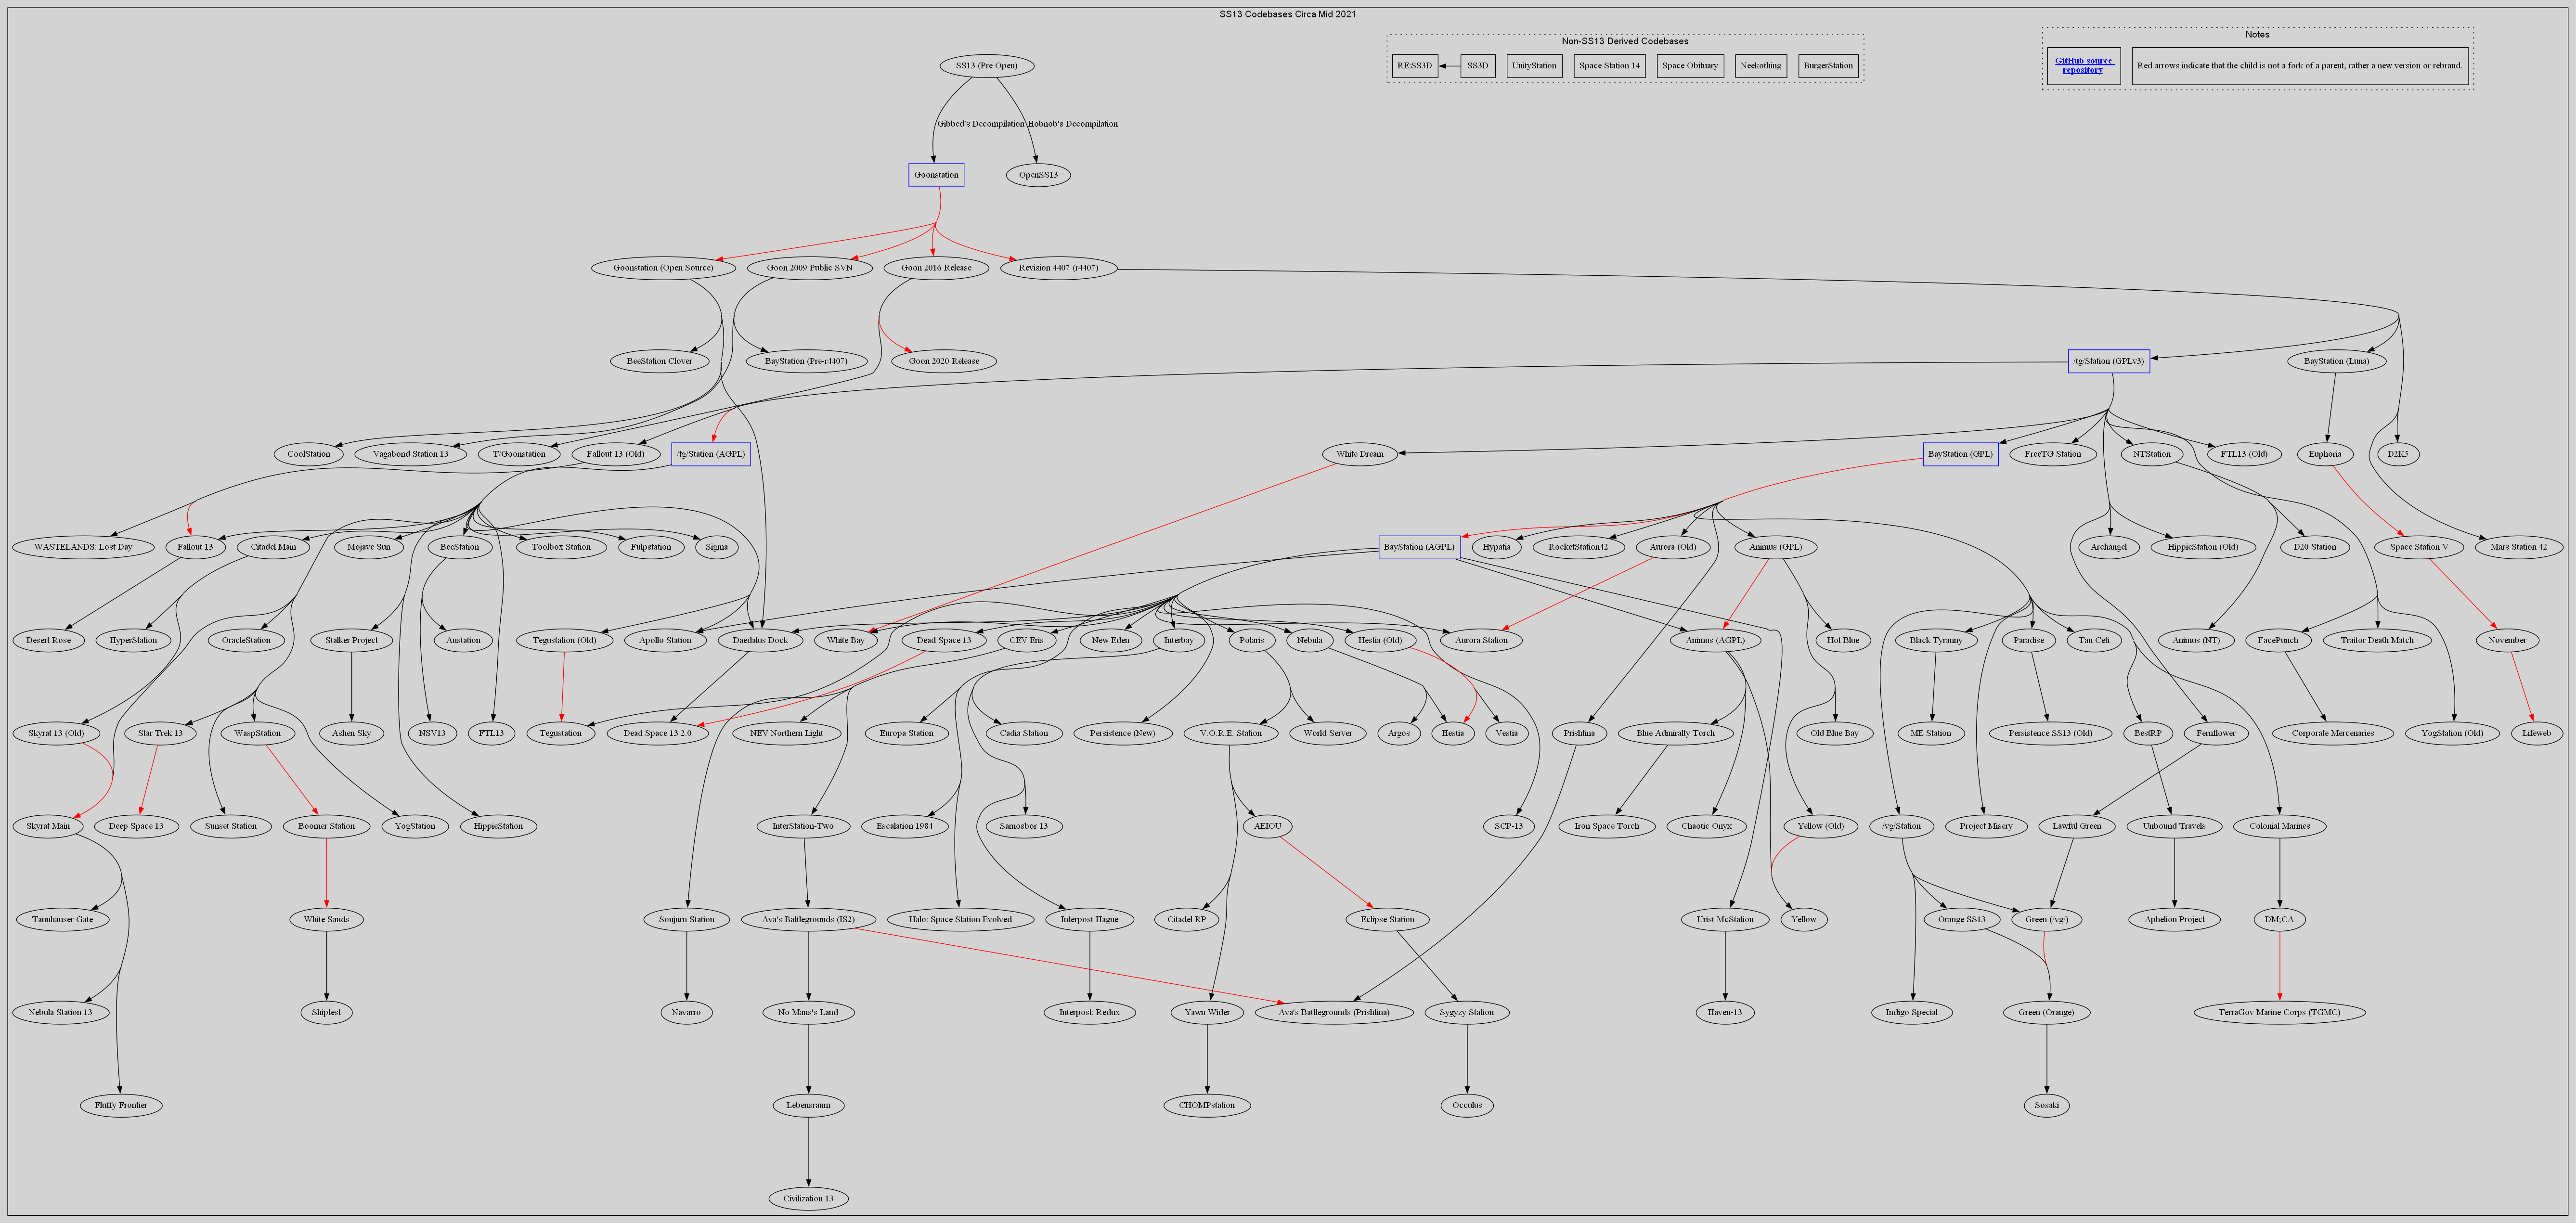 SS13 Codebases Circa Mid 2021
Non-SS13 Derived Codebases
Notes
RE:SS3D
SS3D
UnityStation
Space Station 14
Space Obituary
Neekothing
BurgerStation
GitHub source
repository
Red arrows indicate that the child is not a fork of a parent, rather a new version or rebrand.
SS13 (Pre Open)
Gibbed's Decompilation
Hobnob's Decompilation
Goonstation
OpenSS13
Goonstation (Open Source)
Goon 2009 Public SVN
Goon 2016 Release
Revision 4407 (r4407)
BeeStation Clover
BayStation (Pre-r4407)
Goon 2020 Release
/tg/Station (GPLv3)
BayStation (Luna)
CoolStation
Vagabond Station 13
T/Goonstation
Fallout 13 (Old)
/tg/Station (AGPL)
White Dream
BayStation (GPL)
FreeTG Station
NTStation
FTL13 (Old)
Euphoria
D2K5
WASTELANDS: Lost Day
Fallout 13
Citadel Main
Mojave Sun
BeeStation
Toolbox Station
Fulpstation
Sigma
BayStation (AGPL)
Hypatia
RocketStation42
Aurora (Old)
Animus (GPL)
Archangel
HippieStation (Old)
D20 Station
Space Station V
Mars Station 42
Desert Rose
HyperStation
OracleStation
Stalker Project
Austation
Tegustation (Old)
Apollo Station
Daedalus Dock
White Bay
Dead Space 13
CEV Eris
New Eden
Interbay
Polaris
Nebula
Hestia (Old)
Aurora Station
Animus (AGPL)
Hot Blue
Black Tyranny
Paradise
Tau Ceti
Animus (NT)
FacePunch
Traitor Death Match
November
Skyrat 13 (Old)
Star Trek 13
WaspStation
Ashen Sky
NSV13
FTL13
Tegustation
Dead Space 13 2.0
NEV Northern Light
Europa Station
Cadia Station
Persistence (New)
V.O.R.E. Station
World Server
Argos
Hestia
Vestia
Prishtina
Blue Admiralty Torch
Old Blue Bay
ME Station
Persistence SS13 (Old)
BestRP
Fernflower
Corporate Mercenaries
YogStation (Old)
Lifeweb
Skyrat Main
Deep Space 13
Sunset Station
Boomer Station
YogStation
HippieStation
InterStation-Two
Escalation 1984
Samosbor 13
AEIOU
SCP-13
Iron Space Torch
Chaotic Onyx
Yellow (Old)
/vg/Station
Project Misery
Lawful Green
Unbound Travels
Colonial Marines
Tannhauser Gate
White Sands
Soujurn Station
Ava's Battlegrounds (IS2)
Halo: Space Station Evolved
Interpost Hague
Citadel RP
Eclipse Station
Urist McStation
Yellow
Orange SS13
Green (/vg/)
Aphelion Project
DM;CA
Nebula Station 13
Shiptest
Navarro
No Mans's Land
Interpost: Redux
Yawn Wider
Ava's Battlegrounds (Prishtina)
Sygyzy Station
Haven-13
Indigo Special
Green (Orange)
TerraGov Marine Corps (TGMC)
Fluffy Frontier
Lebensraum
CHOMPstation
Occulus
Sosaki
Civilization 13